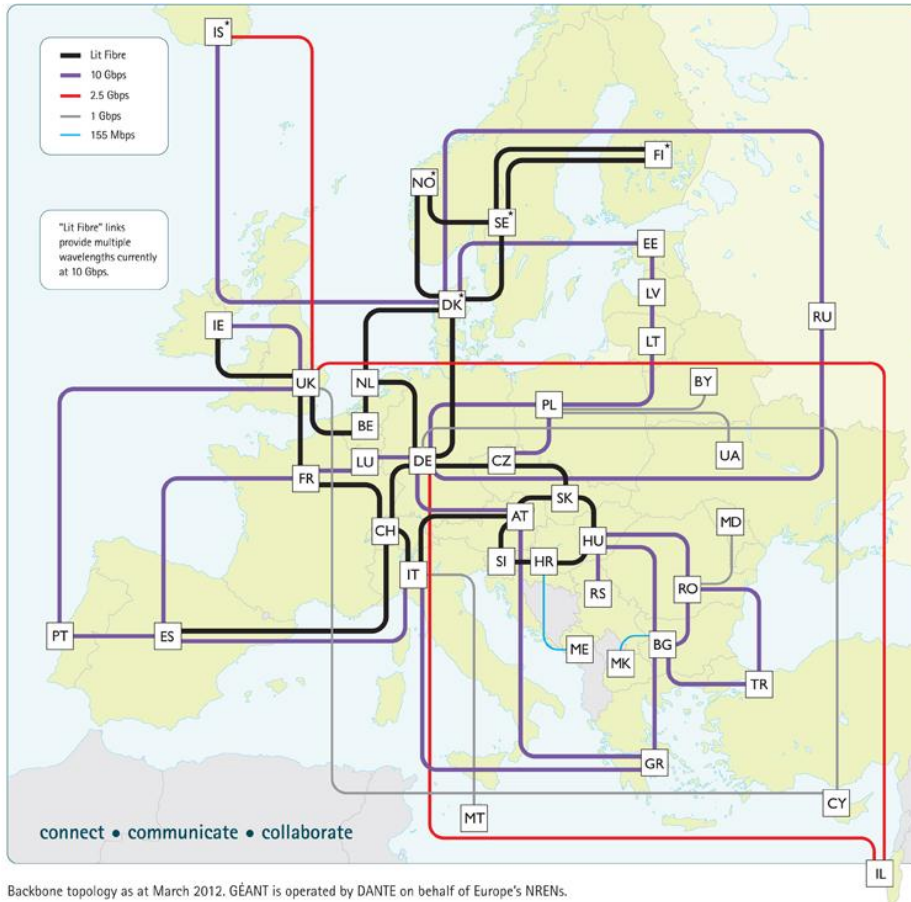 IS*
Lit Fibre
10 Gbps
2.5 Gbps
1 Gbps
155 Mbps
FI*
NO*
SE*
"Lit Fibre" links
provide multiple
wavelengths currently
at 10 Gbps.
EE
LV
DK*
RU
IE
LT
UK
NL
BY
PL
BE
LU
DE
CZ
UA
FR
SK
AT
MD
CH
HU
SI
HR
IT
RS
RO
PT
ES
ME
MK
BG
TR
GR
CY
MT
connect • communicate • collaborate
IL
Backbone topology as at March 2012. GÉANT is operated by DANTE on behalf of Europe's NRENs.